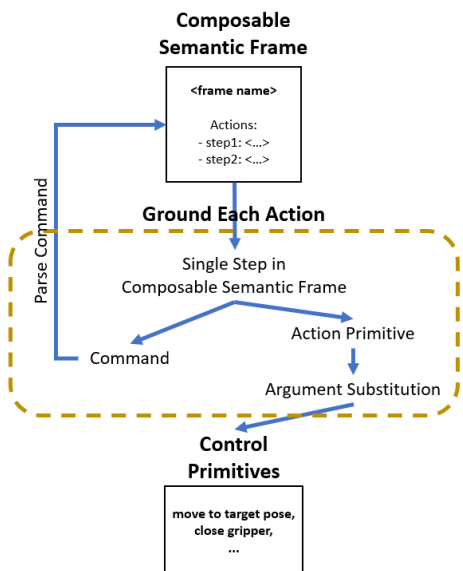 Composable
Semantic Frame
<frame name>
Actions:
- step1: <...>
- step2: <...>
Ground Each Action
Parse Command
Single Step in
Composable Semantic Frame
Action Primitive
Command
Argument Substitution
Control
Primitives
move to target pose,
close gripper,
...